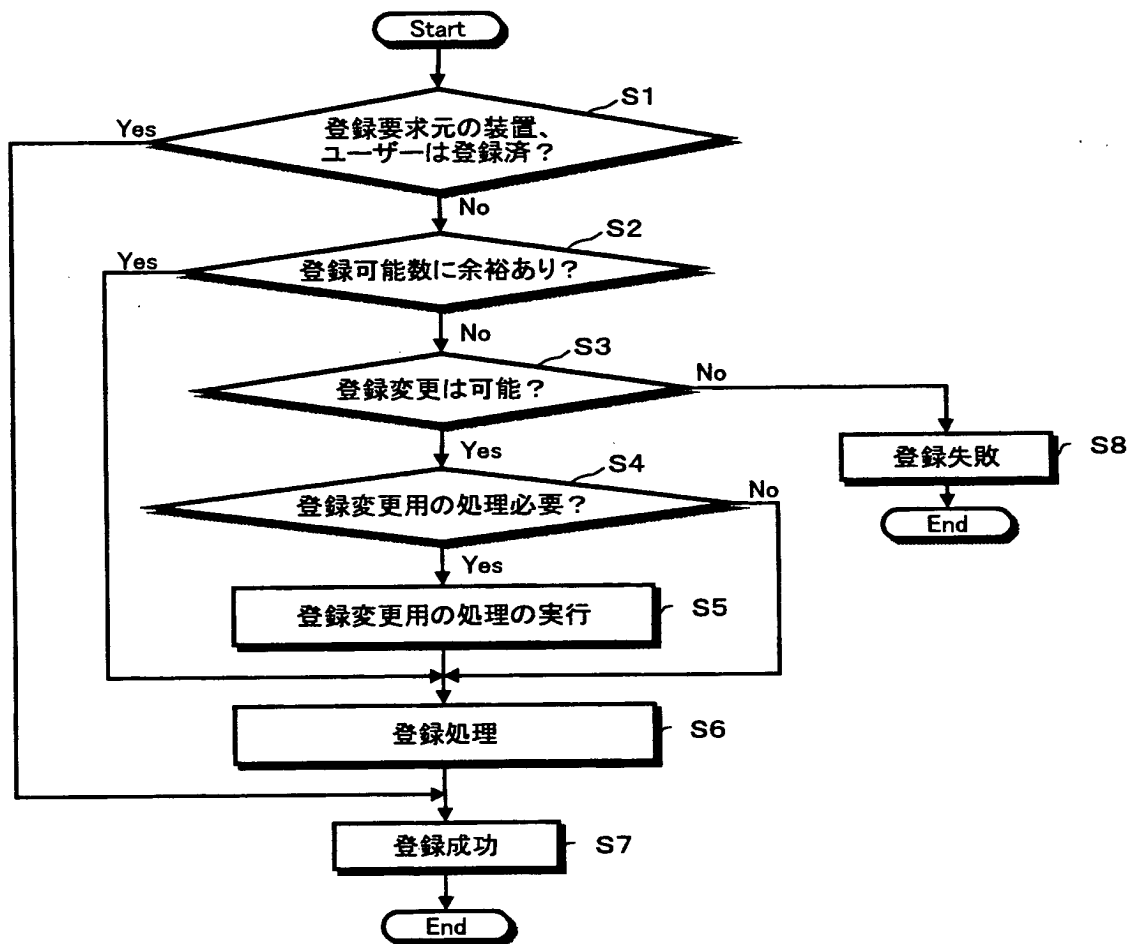 Start
S1
Yes
登録要求元の装置、
ユーザーは登録済？
No
S2
Yes
登録可能数に余裕あり？
No
S3
登録変更は可能？
No
Yes
S4
登録失敗
S8
登録変更用の処理必要？
No
End
Yes
登録変更用の処理の実行
S5
登録処理
S6
登録成功
S7
End